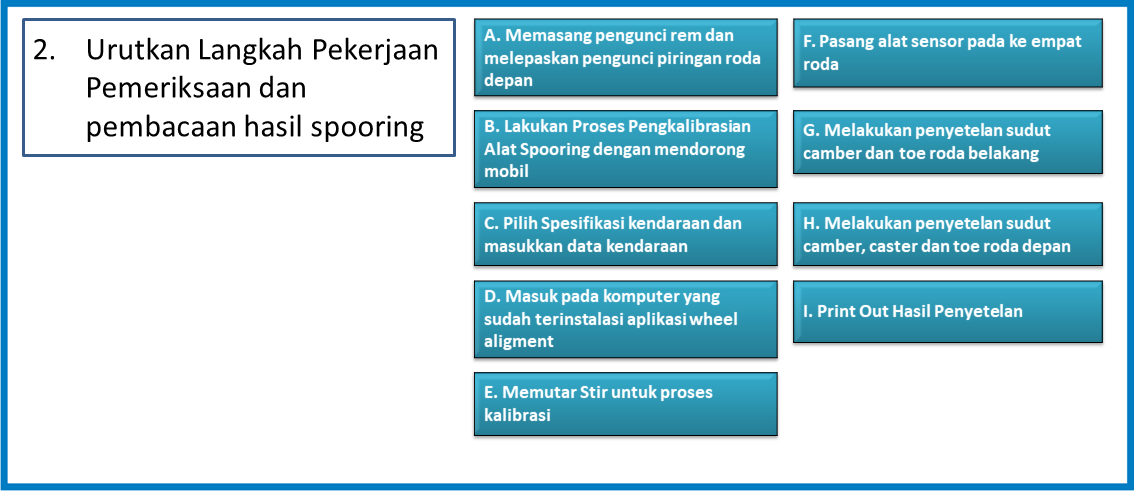 2. Urutkan Langkah Pekerjaan
Pemeriksaan dan
pembacaan hasil spooring
A. Memasang pengunci rem dan
melepaskan pengunci piringan roda
depan
B. Lakukan Proses Pengkalibrasian
Alat Spooring dengan mendorong
mobil
C. Pilih Spesifikasi kendaraan dan
masukkan data kendaraan
D. Masuk pada komputer yang
sudah terinstalasi aplikasi wheel
aligment
E. Memutar Stir untuk proses
kalibrasi
F. Pasang alat sensor pada ke empat
roda
G. Melakukan penyetelan sudut
camber dan toe roda belakang
H. Melakukan penyetelan sudut
camber, caster dan toe roda depan
I. Print Out Hasil Penyetelan